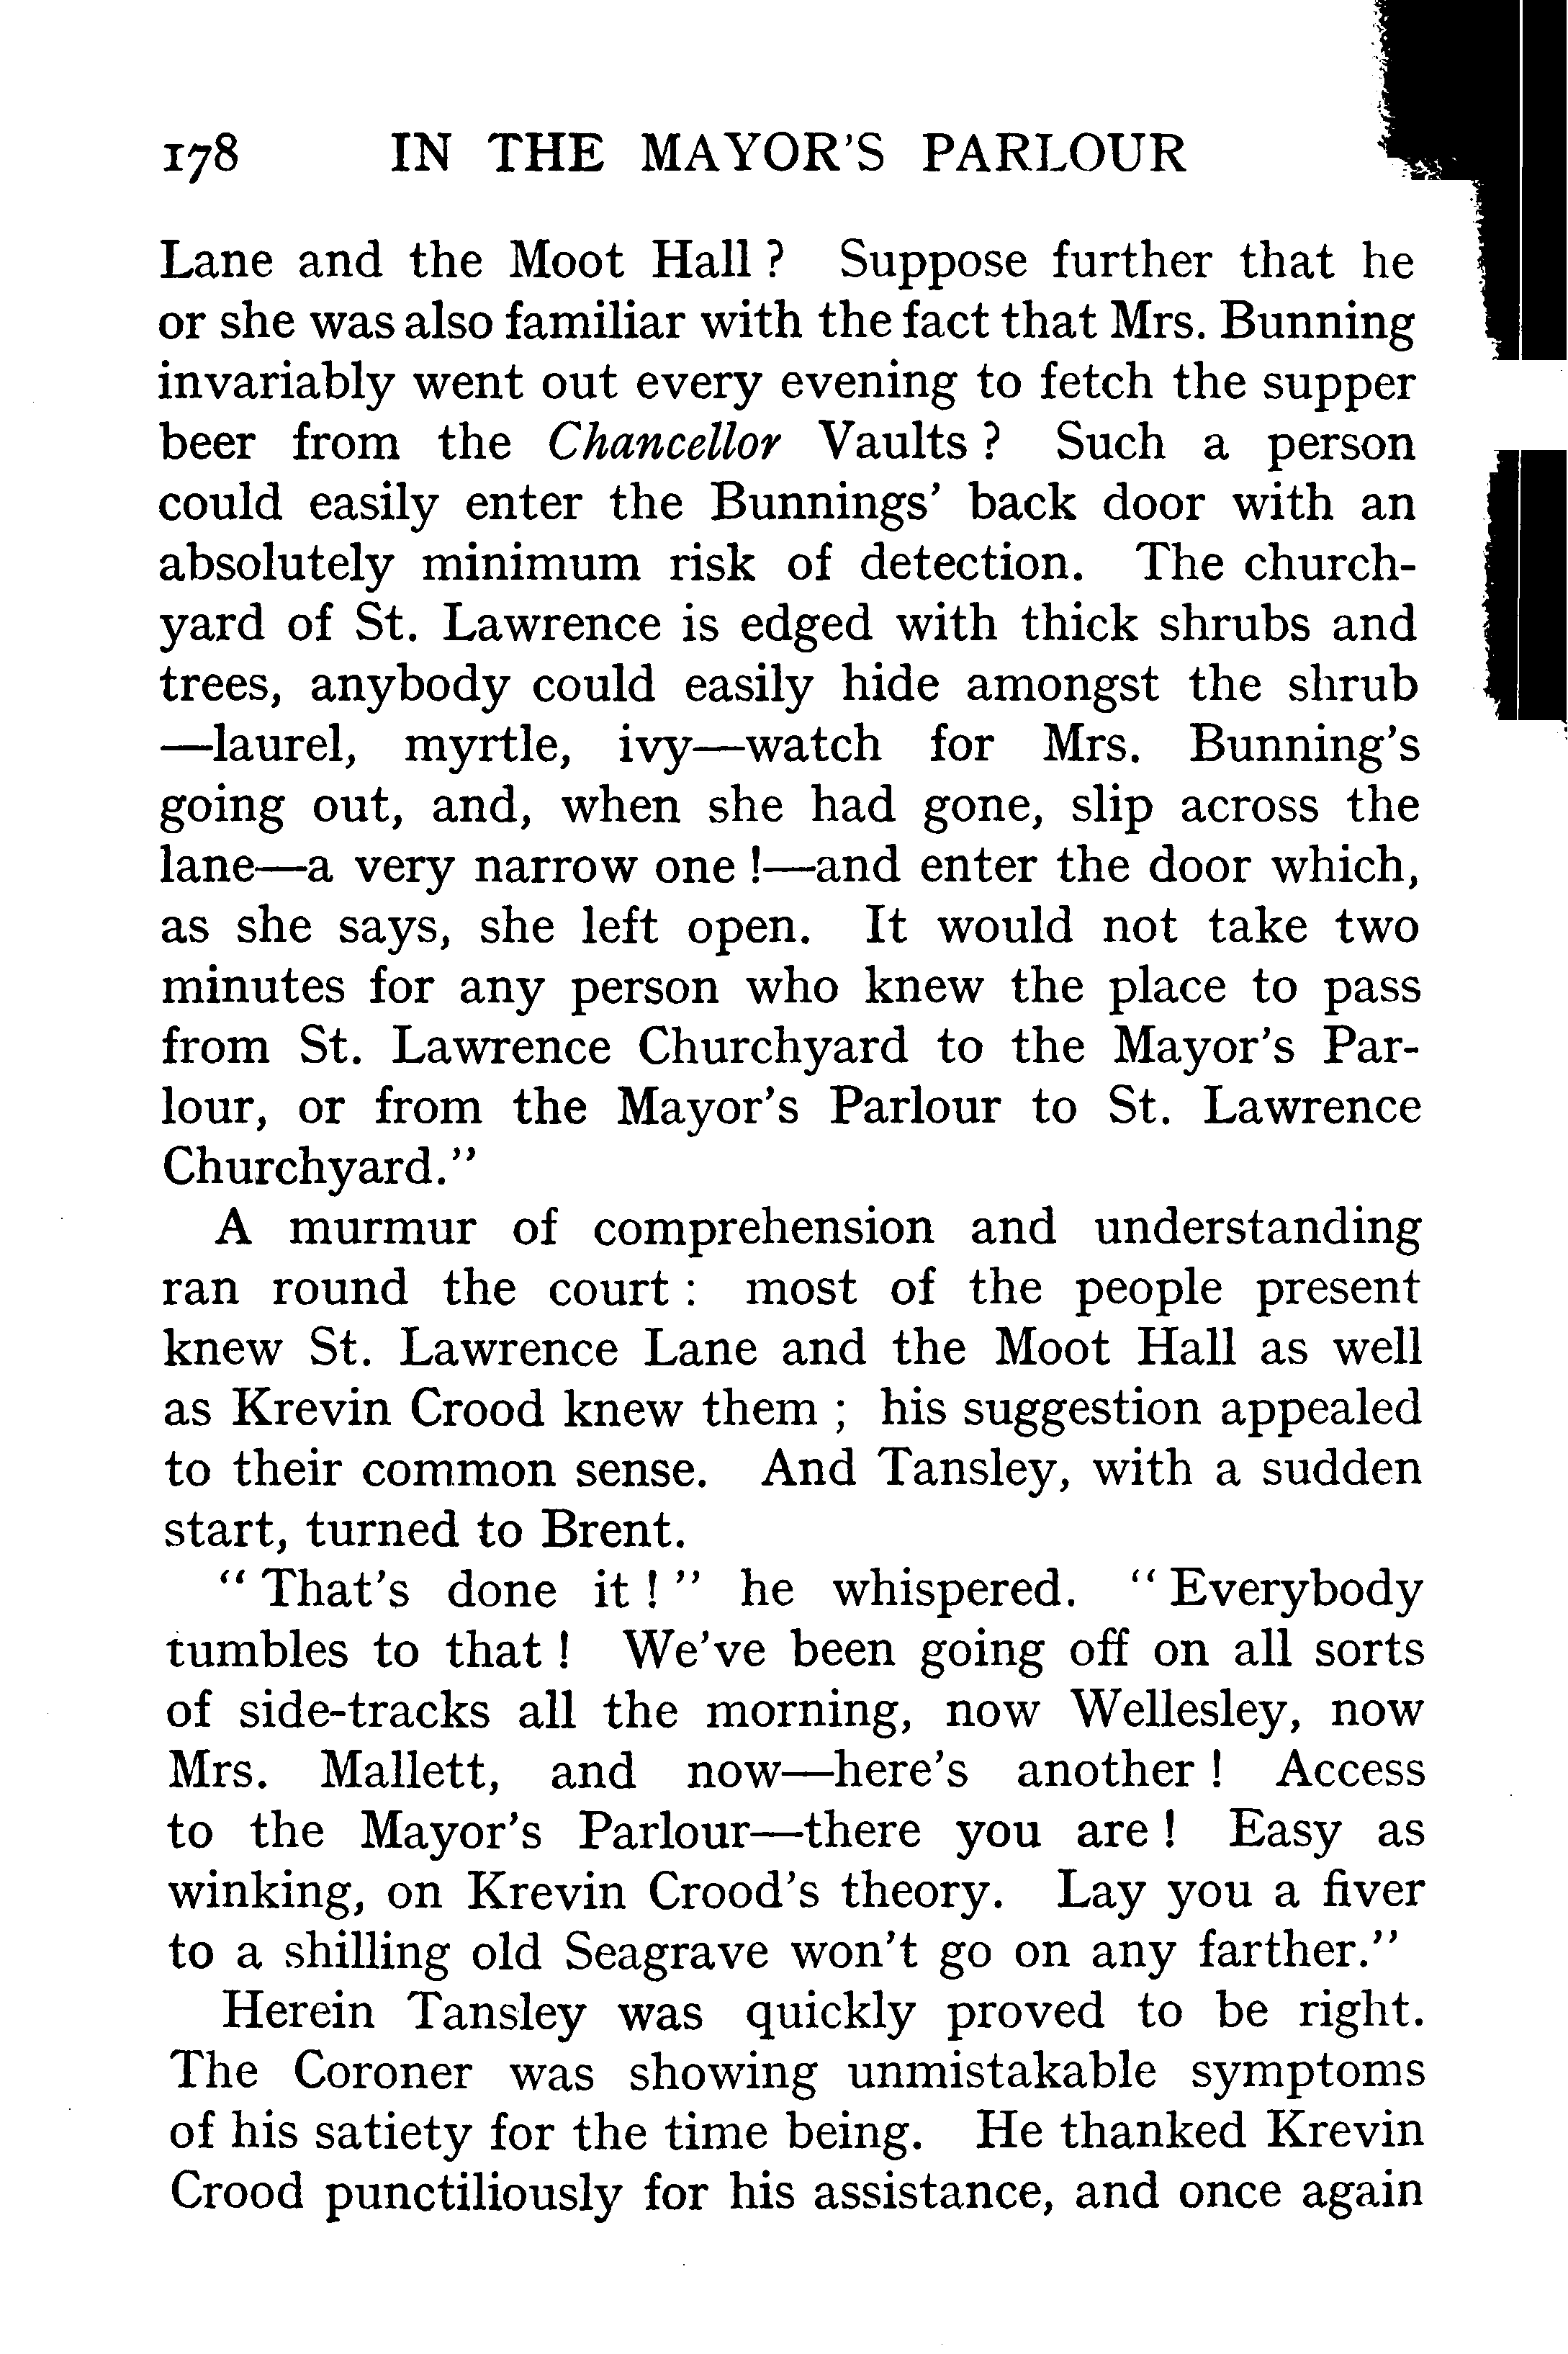 178 IN THE MAYOR'S PARLOUR
Lane and the Moot Hall ? Suppose further that he
or she was also familiar with the fact that Mrs. Bunning
invariably went out every evening to fetch the supper
beer from the Chancellor Vaults ? Such a person
could easily enter the Bunnings' back door with an
absolutely minimum risk of detection. The church-
yard of St. Lawrence is edged with thick shrubs and
trees, anybody could easily hide amongst the shrub
—laurel, myrtle, ivy—watch for Mrs. Bunning's
going out, and, when she had gone, slip across the
lane—a very narrow one !—and enter the door which,
as she says, she left open. It would not take two
minutes for any person who knew the place to pass
from St. Lawrence Churchyard to the Mayor's Par-
lour, or from the Mayor's Parlour to St. Lawrence
Churchyard."
A murmur of comprehension and understanding
ran round the court : most of the people present
knew St. Lawrence Lane and the Moot Hall as well
as Krevin Crood knew them ; his suggestion appealed
to their common sense. And Tansley, with a sudden
start, turned to Brent.
" That's done it ! " he whispered. " Everybody
tumbles to that ! We've been going off on all sorts
of side-tracks all the morning, now Wellesley, now
Mrs. Mallett, and now—here's another ! Access
to the Mayor's Parlour—there you are ! Easy as
winking, on Krevin Crood's theory. Lay you a fiver
to a shilling old Seagrave won't go on any farther."
Herein Tansley was quickly proved to be right.
The Coroner was showing unmistakable symptoms
of his satiety for the time being. He thanked Krevin
Crood punctiliously for his assistance, and once again